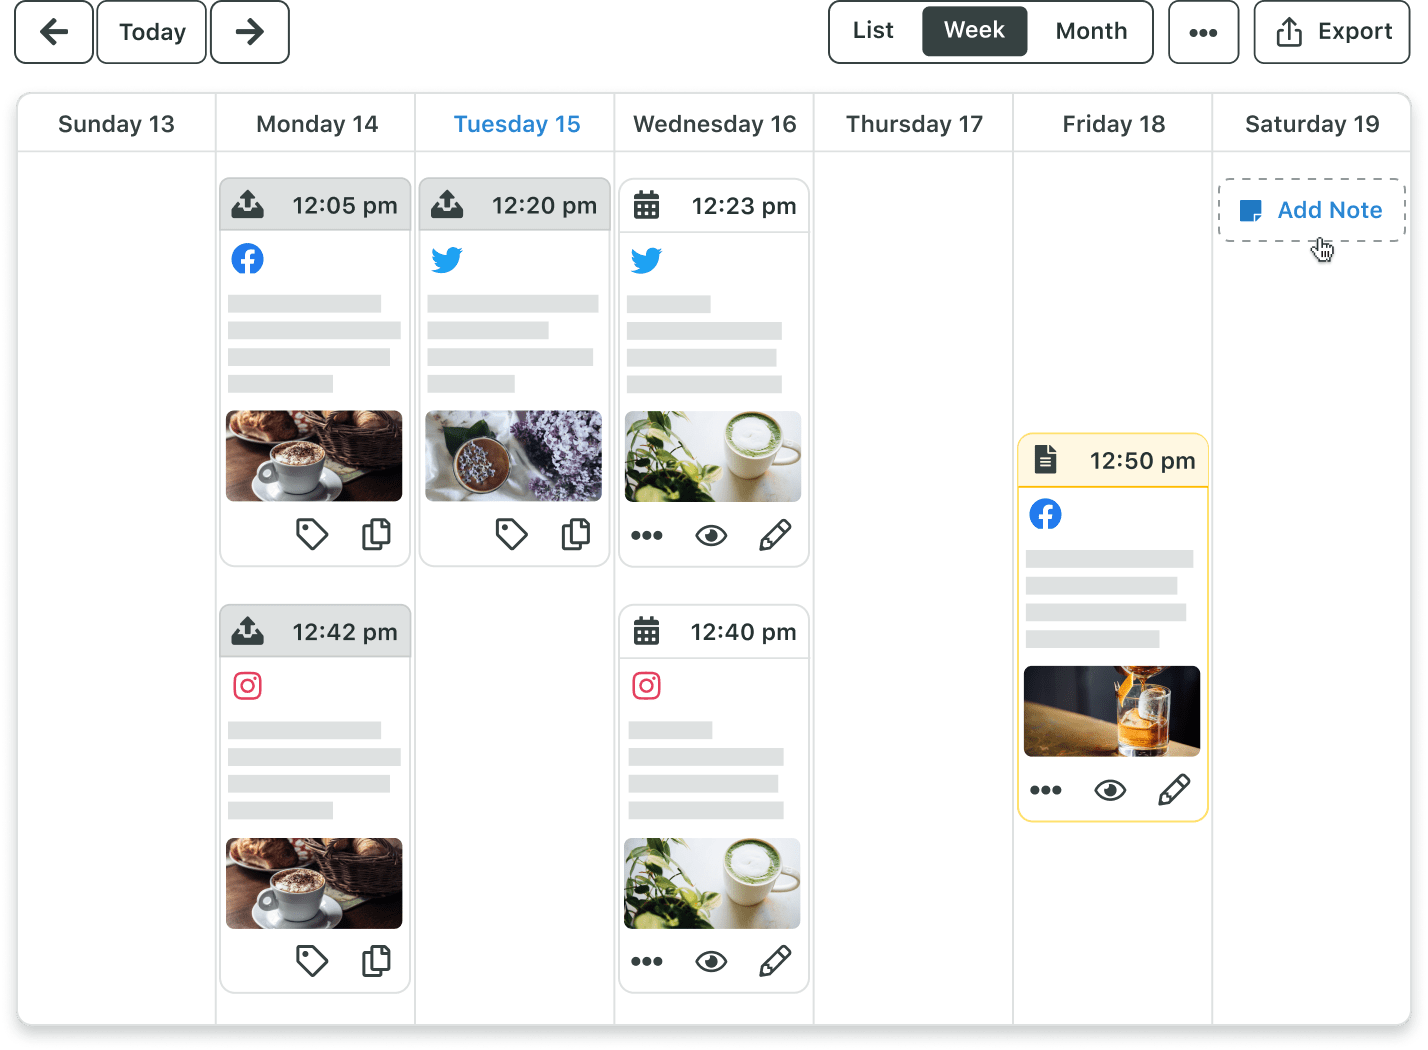 Today
List
Week
Month
Export
Sunday 13
Monday 14
Tuesday 15
Wednesday 16
Thursday 17
Friday 18
Saturday 19
12:05 pm
12:20 pm
12:23 pm
Add Note
12:50 pm
12:42 pm
12:40 pm